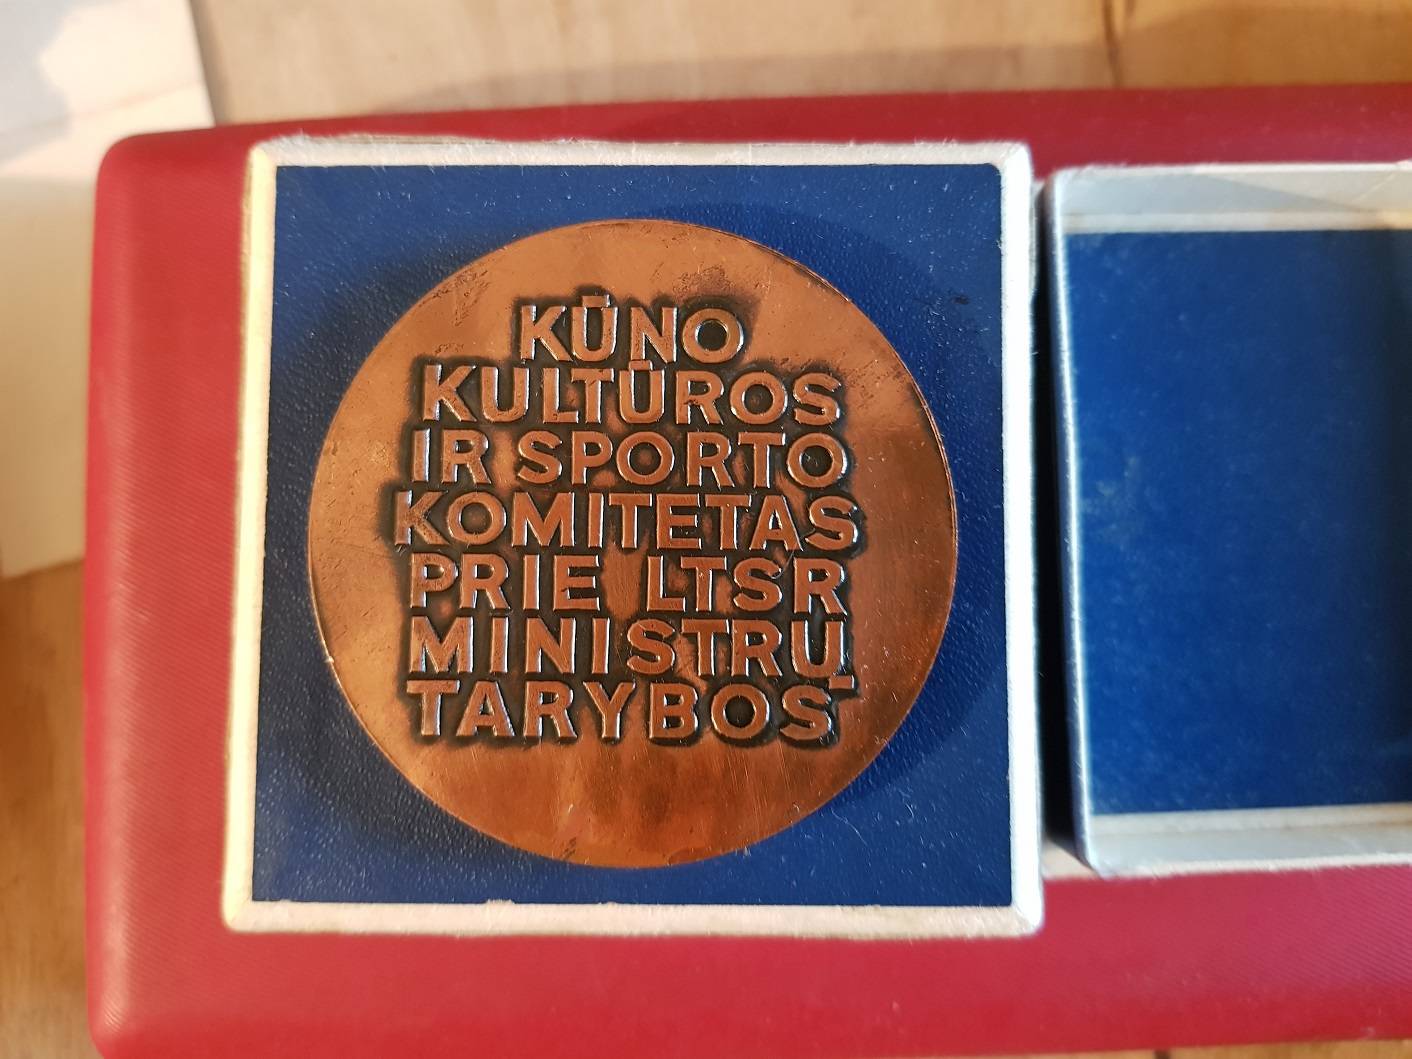 KŪNO
KULTŪROS
IR SPORTO
KOMITETAS
PRIE LTSR
MINISTRŲ
TARYBOS